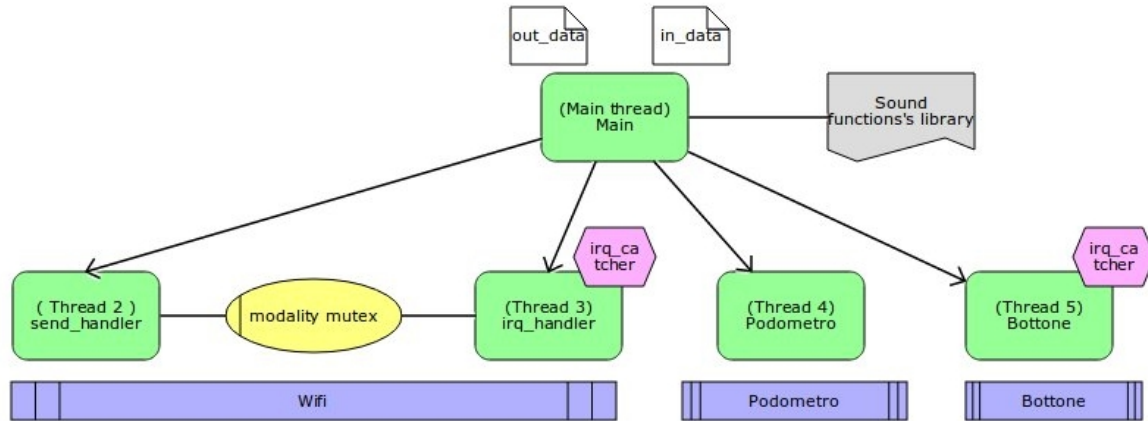 out_data
in_data
(Main thread)
Main
Sound
functions's library
irq_ca
tcher
irq_ca
tcher
( Thread 2 )
send_handler
modality mutex
(Thread 3)
irq_handler
(Thread 4)
Podometro
(Thread 5)
Bottone
Wifi
Podometro
Bottone